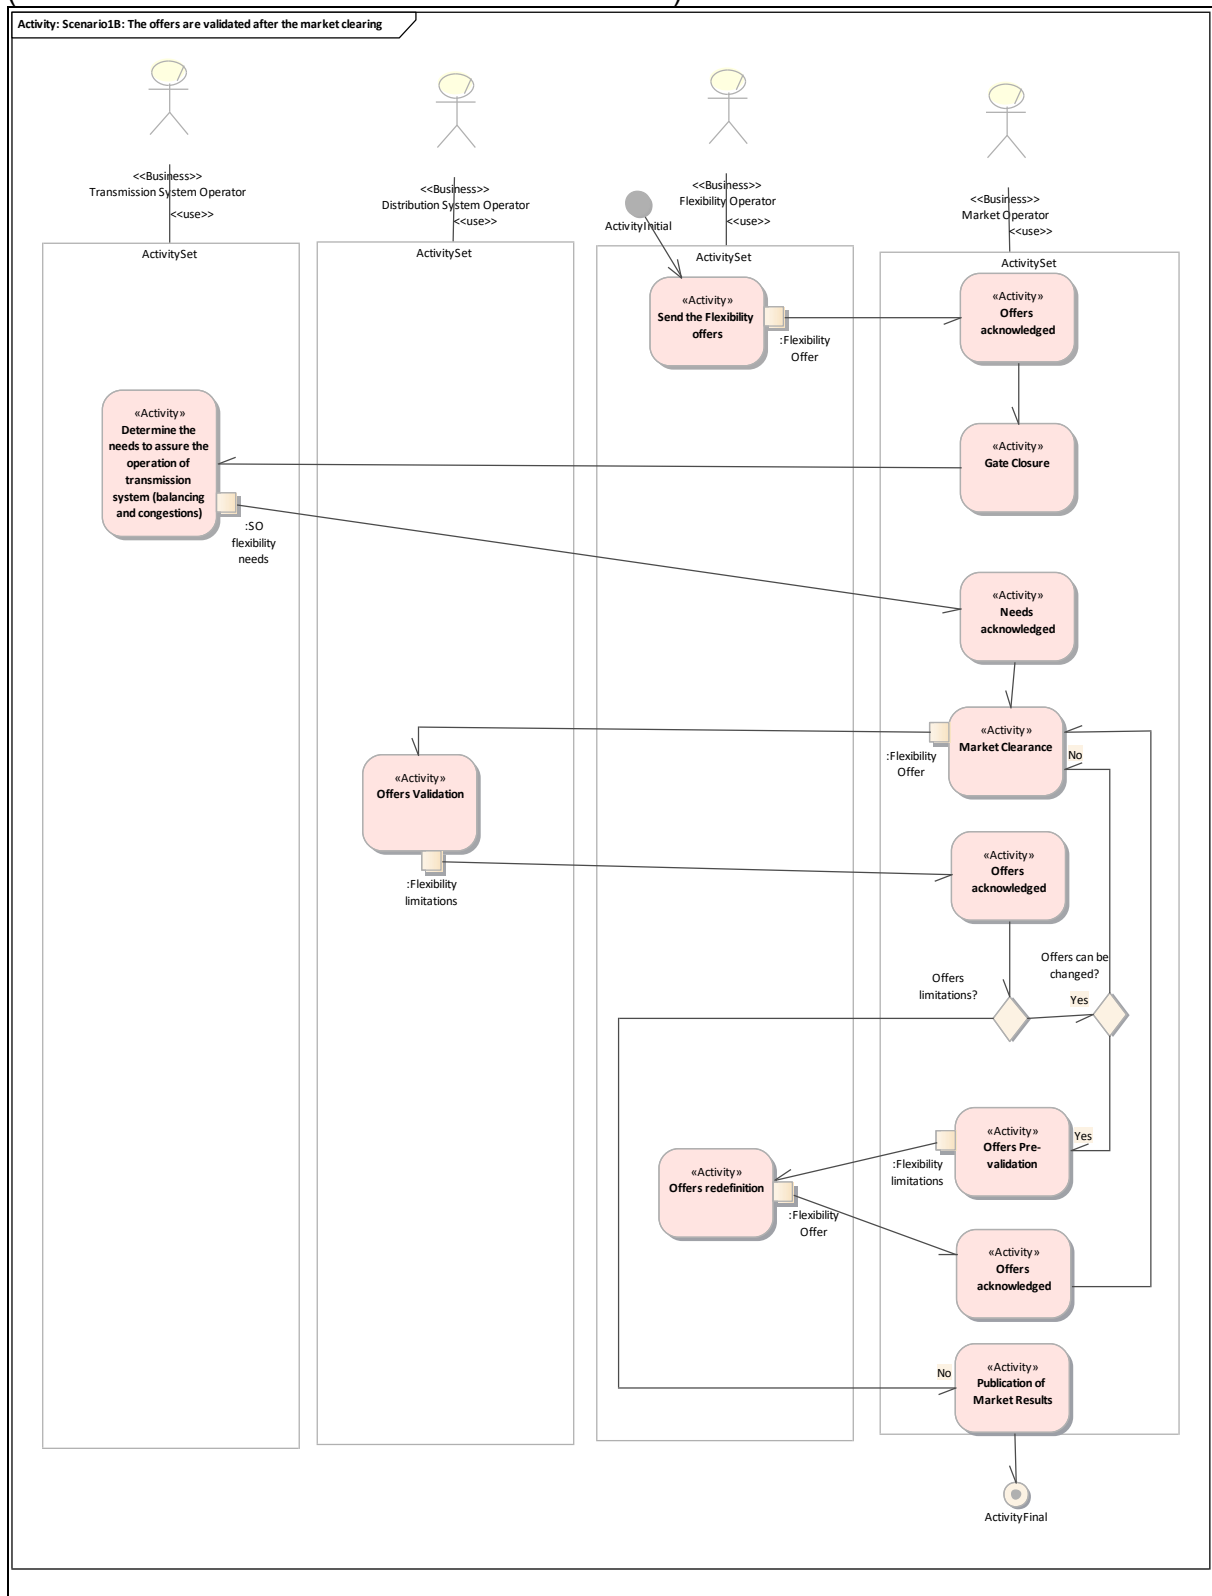 Activity: Scenario1B: The offers are validated after the market clearing
<<Business>>
Transmission System Operator
<<use>>
ActivitySet
<<Business>>
Distribution System Operator
<<use>>
ActivitySet
<<Business>>
Flexibility Operator
<<use>>
ActivityInitial
ActivitySet
<<Business>>
Market Operator
<<use>>
ActivitySet
«Activity»
Send the Flexibility
offers
:Flexibility
Offer
«Activity»
Offers
acknowledged
«Activity»
Determine the
needs to assure the
operation of
transmission
system (balancing
and congestions)
:SO
flexibility
needs
«Activity»
Gate Closure
«Activity»
Needs
acknowledged
«Activity»
Market Clearance
:Flexibility
Offer
No
«Activity»
Offers Validation
:Flexibility
limitations
«Activity»
Offers
acknowledged
Offers
limitations?
Offers can be
changed?
Yes
«Activity»
Offers Pre-
validation
Yes
:Flexibility
limitations
«Activity»
Offers redefinition
:Flexibility
Offer
«Activity»
Offers
acknowledged
No
«Activity»
Publication of
Market Results
ActivityFinal